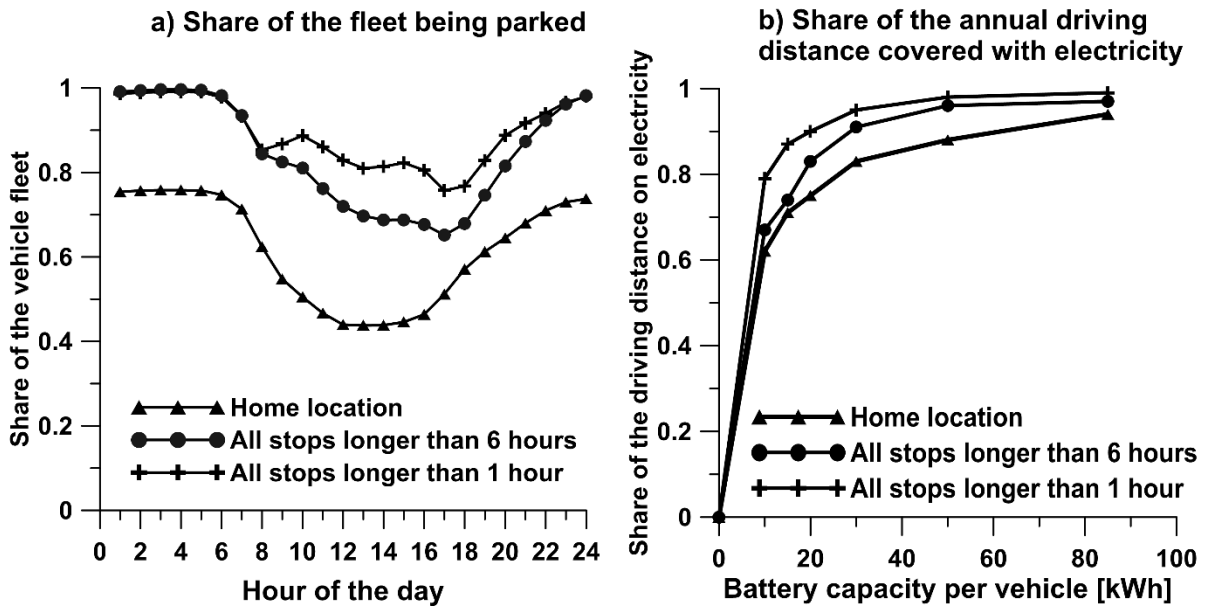 a) Share of the fleet being parked
Share of the vehicle fleet
1
0.8
0.6
0.4
0.2
0
Home location
All stops longer than 6 hours
All stops longer than 1 hour
0 2 4 6 8 10 12 14 16 18 20 22 24
Hour of the day
b) Share of the annual driving
distance covered with electricity
Share of the driving distance on electricity
1
0.8
0.6
0.4
0.2
0
Home location
All stops longer than 6 hours
All stops longer than 1 hour
0 20 40 60 80 100
Battery capacity per vehicle [kWh]